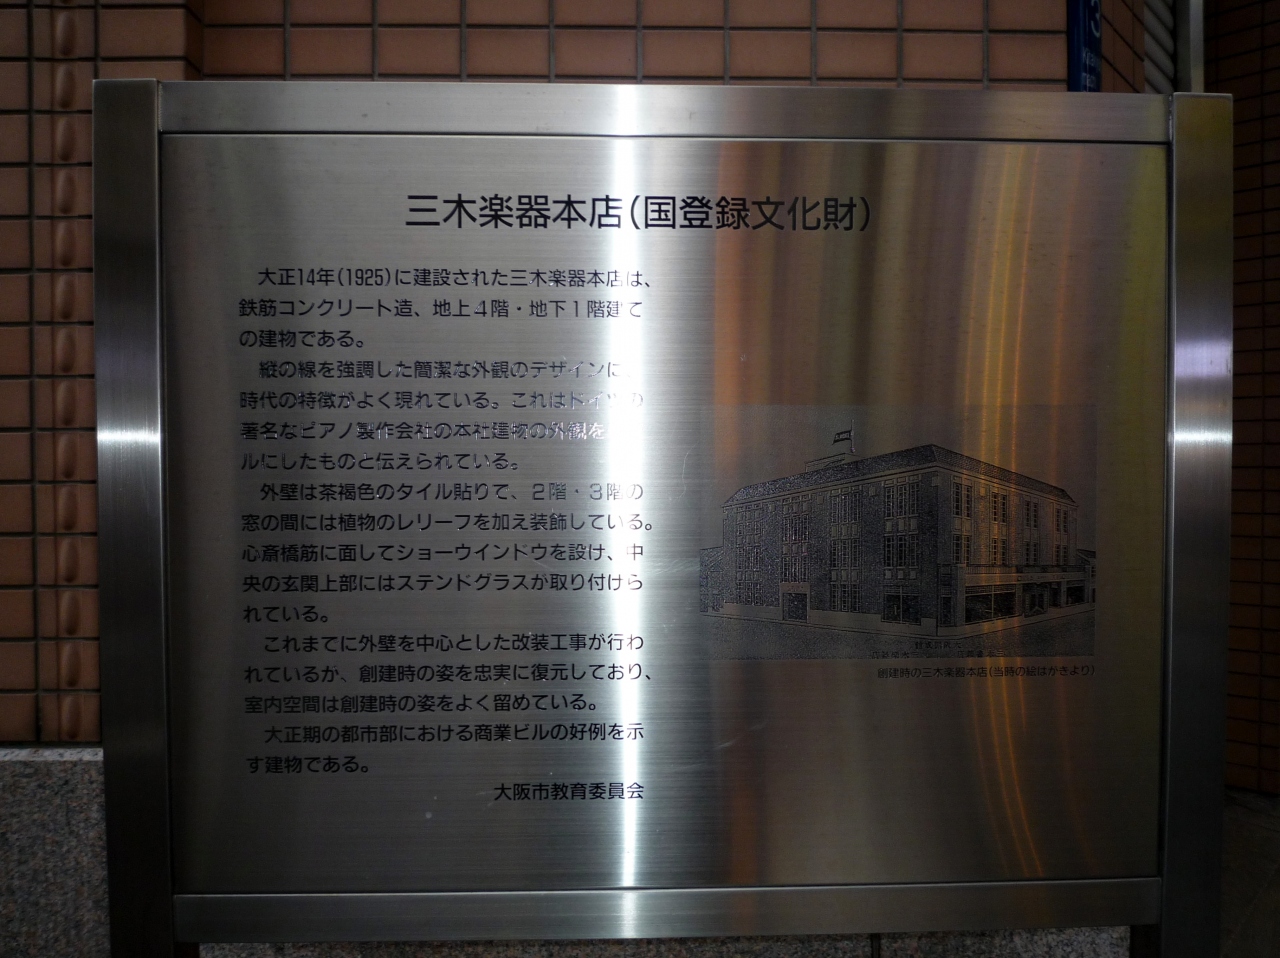 三木楽器本店(国登録文化財)
大正14年(1925)に建設された三木楽器本店は、
鉄筋コンクリート造、地上4階・地下1階建て
の建物である。
縦の線を強調した簡潔な外観のデザインに、
時代の特徴がよく現れている。これはドイツの
著名なピアノ製作会社の本社建物の外観を
ルにしたものと伝えられている。
外壁は茶褐色のタイル貼りで、2階・3階の
窓の間には植物のレリーフを加え装飾している。
心斎橋筋に面してショーウインドウを設け、中
央の玄関上部にはステンドグラスが取り付けら
れている。
これまでに外壁を中心とした改装工事が行わ
れているが、創建時の姿を忠実に復元しており、
室内空間は創建時の姿をよく留めている。
大正期の都市部における商業ビルの好例を示
す建物である。
大阪市教育委員会
創建時の三木楽器本店(当時の絵はがきより)